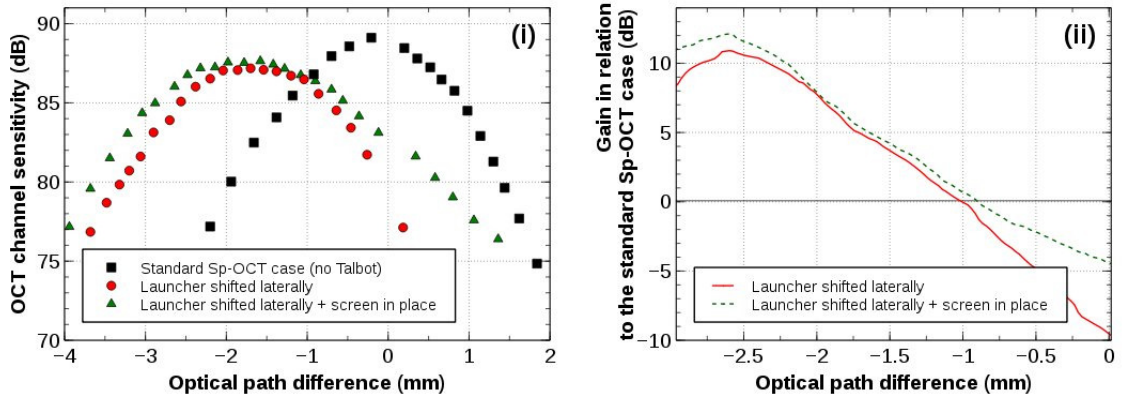 (i)
OCT channel sensitivity (dB)
90
85
80
75
70
Standard Sp-OCT case (no Talbot)
Launcher shifted laterally
Launcher shifted laterally + screen in place
−4 −3 −2 −1 0 1 2
Optical path difference (mm)
(ii)
Gain in relation
to the standard Sp-OCT case (dB)
10
5
0
−5
−10
Launcher shifted laterally
Launcher shifted laterally + screen in place
−2.5 −2 −1.5 −1 −0.5 0
Optical path difference (mm)